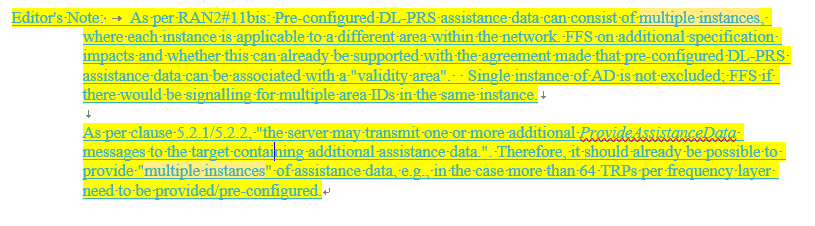 Editor's Note: → As per RAN2#11bis: Pre-configured DL-PRS assistance data can consist of multiple instances,
where each instance is applicable to a different area within the network. FFS on additional specification
impacts and whether this can already be supported with the agreement made that pre-configured DL-PRS
assistance data can be associated with a "validity area". Single instance of AD is not excluded; FFS if
there would be signalling for multiple area IDs in the same instance. ↓
↓
As per clause 5.2.1/5.2.2, "the server may transmit one or more additional ProvideAssistanceData
messages to the target containing additional assistance data.". Therefore, it should already be possible to
provide "multiple instances" of assistance data, e.g., in the case more than 64 TRPs per frequency layer
need to be provided/pre-configured.↵